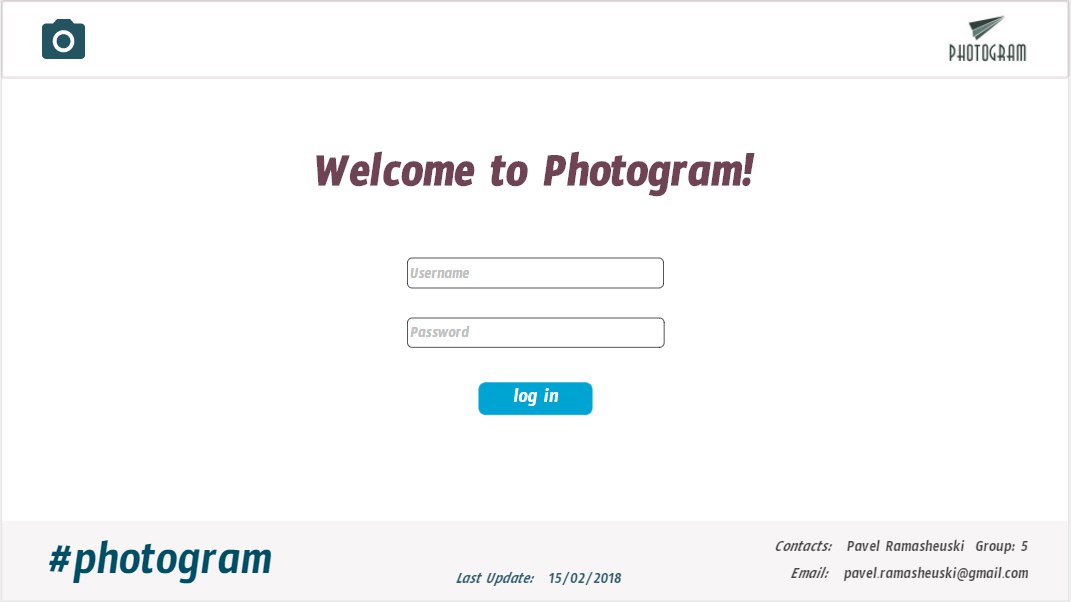 PHOTOGRAM
Welcome to Photogram!
Username
Password
log in
#photogram
Last Update: 15/02/2018
Contacts: Pavel Ramasheuski Group: 5
Email: pavel.ramasheuski@gmail.com